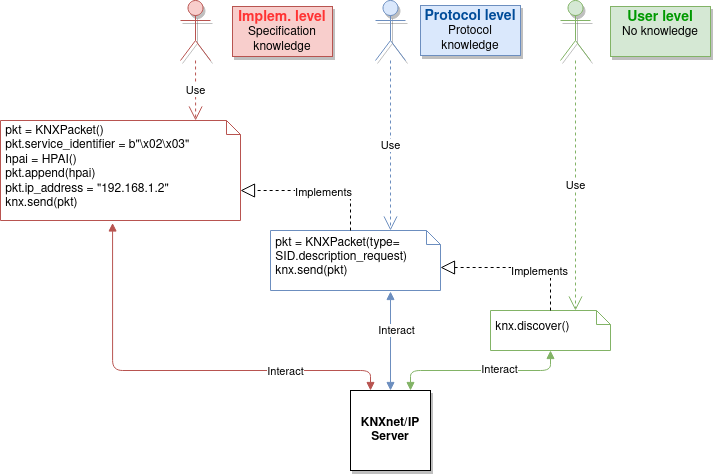 Implem. level
Specification
knowledge
Protocol level
Protocol
knowledge
User level
No knowledge
Use
pkt = KNXPacket()
pkt.service_identifier = b"\x02\x03"
hpai = HPAI()
pkt.append(hpai)
pkt.ip_address = "192.168.1.2"
knx.send(pkt)
Use
Use
Implements
pkt = KNXPacket(type=
SID.description_request)
knx.send(pkt)
Implements
knx.discover()
Interact
Interact
Interact
KNXnet/IP
Server